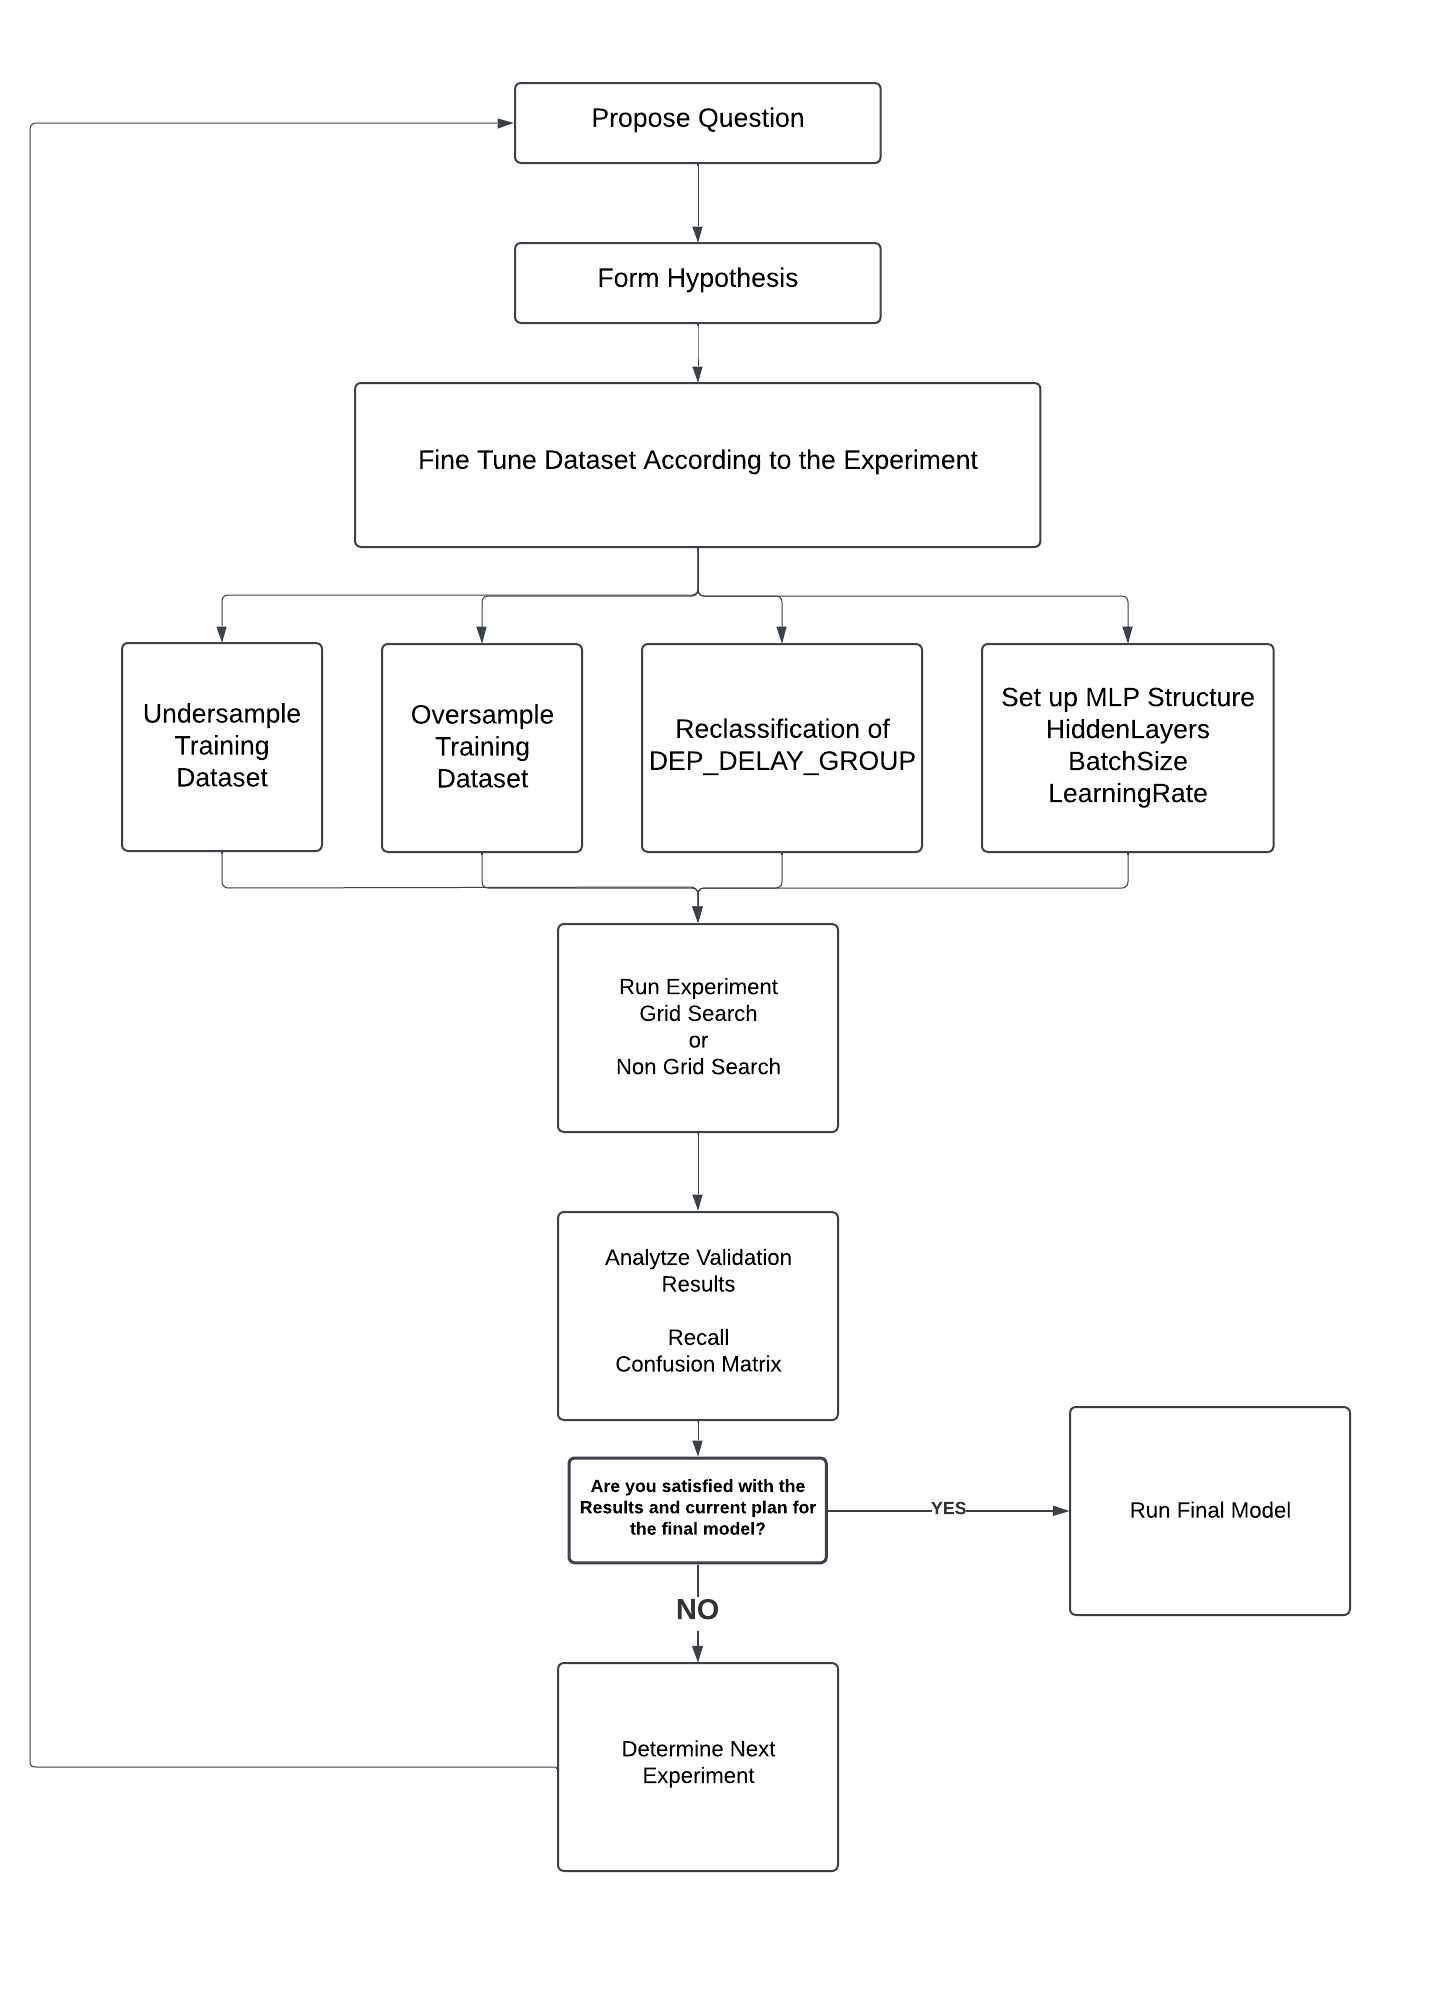 Propose Question
Form Hypothesis
Fine Tune Dataset According to the Experiment
Undersample
Training
Dataset
Oversample
Training
Dataset
Reclassification of
DEP_DELAY_GROUP
Set up MLP Structure
HiddenLayers
BatchSize
LearningRate
Run Experiment
Grid Search
or
Non Grid Search
Analytze Validation
Results
Recall
Confusion Matrix
Are you satisfied with the
Results and current plan for
the final model?
YES
Run Final Model
NO
Determine Next
Experiment